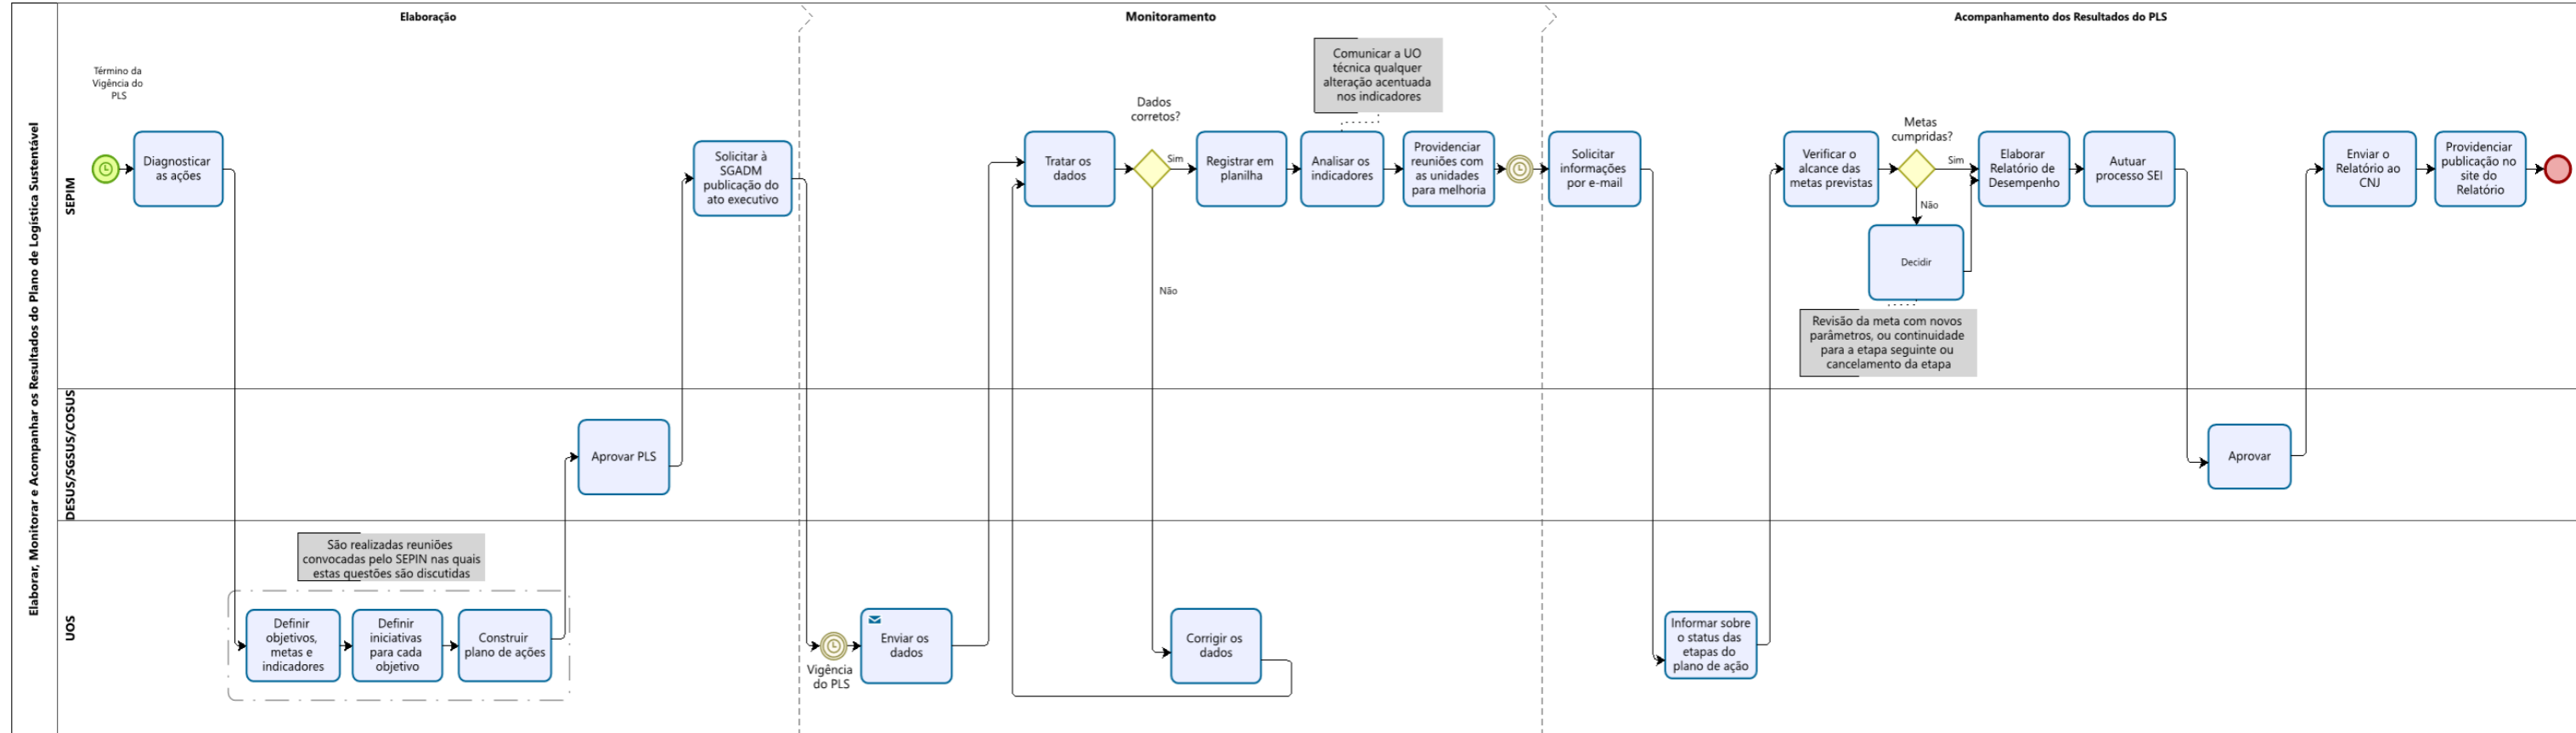 Elaborar, Monitorar e Acompanhar os Resultados do Plano de Logística Sustentável
Elaboração
Monitoramento
Acompanhamento dos Resultados do PLS
SEPIM
Término da
Vigência do
PLS
Diagnosticar
as ações
Solicitar à
SGADM
publicação do
ato executivo
Tratar os
dados
Dados
corretos?
Sim
Não
Registrar em
planilha
Comunicar a UO
técnica qualquer
alteração acentuada
nos indicadores
Analisar os
indicadores
Providenciar
reuniões com
as unidades
para melhoria
Solicitar
informações
por e-mail
Verificar o
alcance das
metas previstas
Metas
cumpridas?
Sim
Não
Decidir
Revisão da meta com novos
parâmetros, ou continuidade
para a etapa seguinte ou
cancelamento da etapa
Elaborar
Relatório de
Desempenho
Autuar
processo SEI
Enviar o
Relatório ao
CNJ
Providenciar
publicação no
site do
Relatório
DESUS/SGSUS/COSUS
Aprovar PLS
Aprovar
UOS
São realizadas reuniões
convocadas pelo SEPIN nas quais
estas questões são discutidas
Definir
objetivos,
metas e
indicadores
Definir
iniciativas
para cada
objetivo
Construir
plano de ações
Vigência
do PLS
Enviar os
dados
Corrigir os
dados
Informar sobre
o status das
etapas do
plano de ação